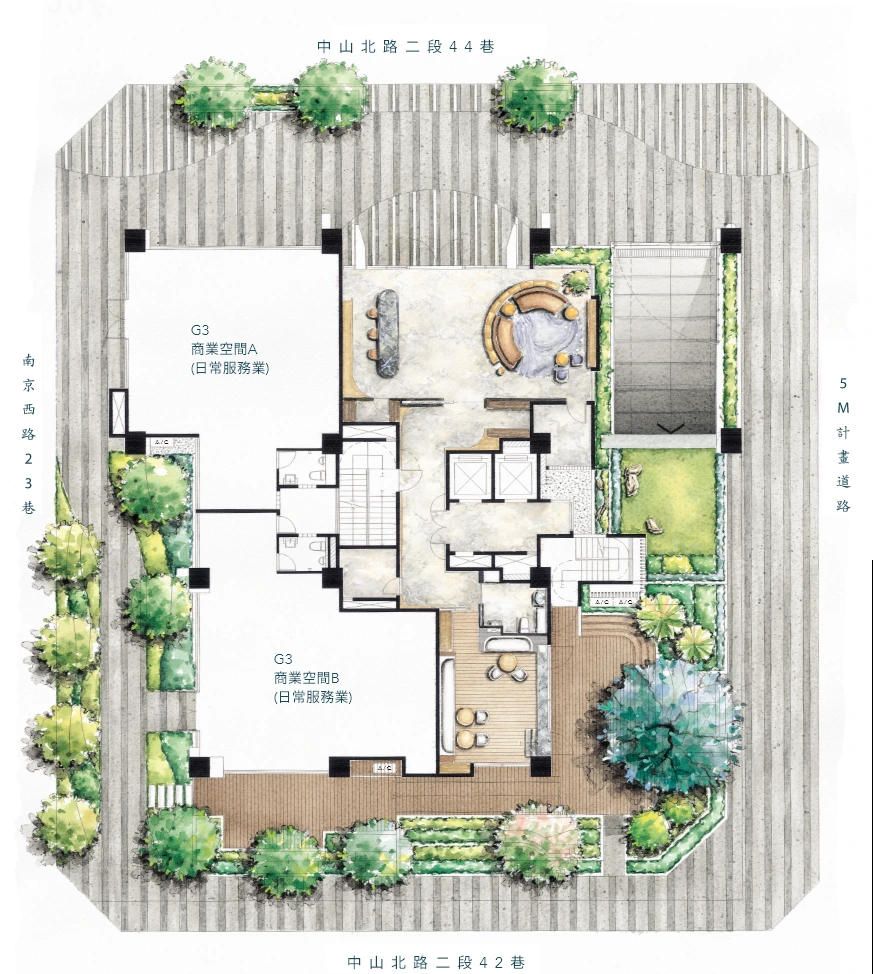 中山北路二段44巷
G3
商業空間A
(日常服務業)
南京西路23巷
5M計畫道路
A/C
A/C A/C
G3
商業空間B
(日常服務業)
A/C
中山北路二段42巷